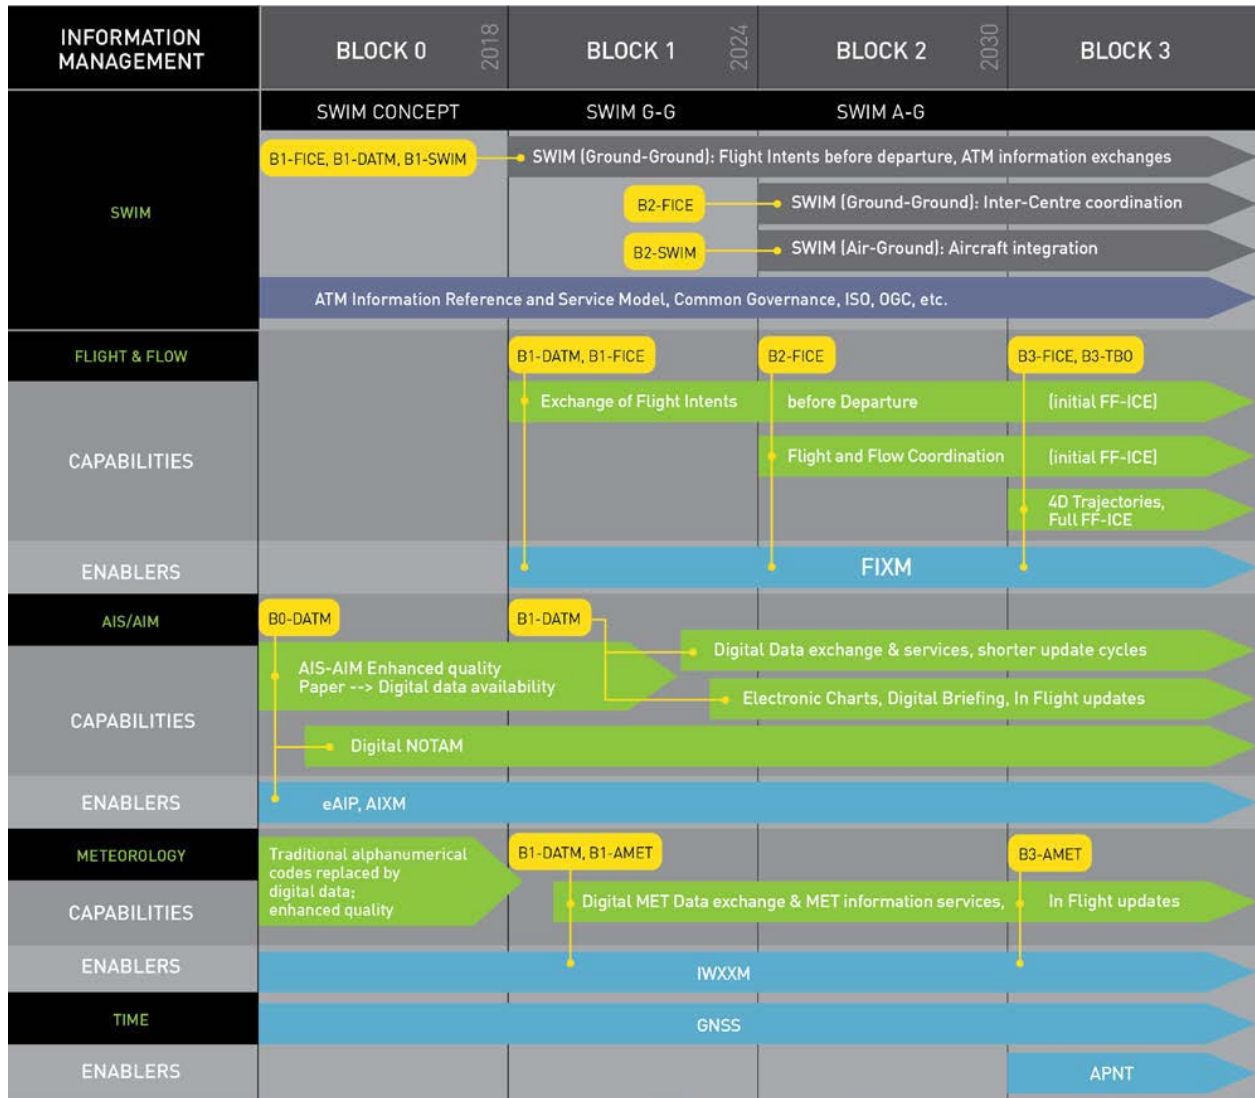 INFORMATION
MANAGEMENT
BLOCK 0
2018
BLOCK 1
2024
BLOCK 2
2030
BLOCK 3
SWIM CONCEPT
SWIM G-G
SWIM A-G
SWIM
B1-FICE, B1-DATM, B1-SWIM
SWIM (Ground-Ground): Flight Intents before departure, ATM information exchanges
B2-FICE
SWIM (Ground-Ground): Inter-Centre coordination
B2-SWIM
SWIM (Air-Ground): Aircraft integration
ATM Information Reference and Service Model, Common Governance, ISO, OGC, etc.
FLIGHT & FLOW
B1-DATM, B1-FICE
B2-FICE
B3-FICE, B3-TBO
CAPABILITIES
Exchange of Flight Intents
before Departure
(initial FF-ICE)
Flight and Flow Coordination
(initial FF-ICE)
4D Trajectories,
Full FF-ICE
ENABLERS
FIXM
AIS/AIM
B0-DATM
B1-DATM
CAPABILITIES
AIS-AIM Enhanced quality
Paper --> Digital data availability
Digital Data exchange & services, shorter update cycles
Electronic Charts, Digital Briefing, In Flight updates
Digital NOTAM
ENABLERS
eAIP, AIXM
METEOROLOGY
Traditional alphanumerical
codes replaced by
digital data;
enhanced quality
B1-DATM, B1-AMET
B3-AMET
CAPABILITIES
Digital MET Data exchange & MET information services,
In Flight updates
ENABLERS
IWXXM
TIME
GNSS
ENABLERS
APNT